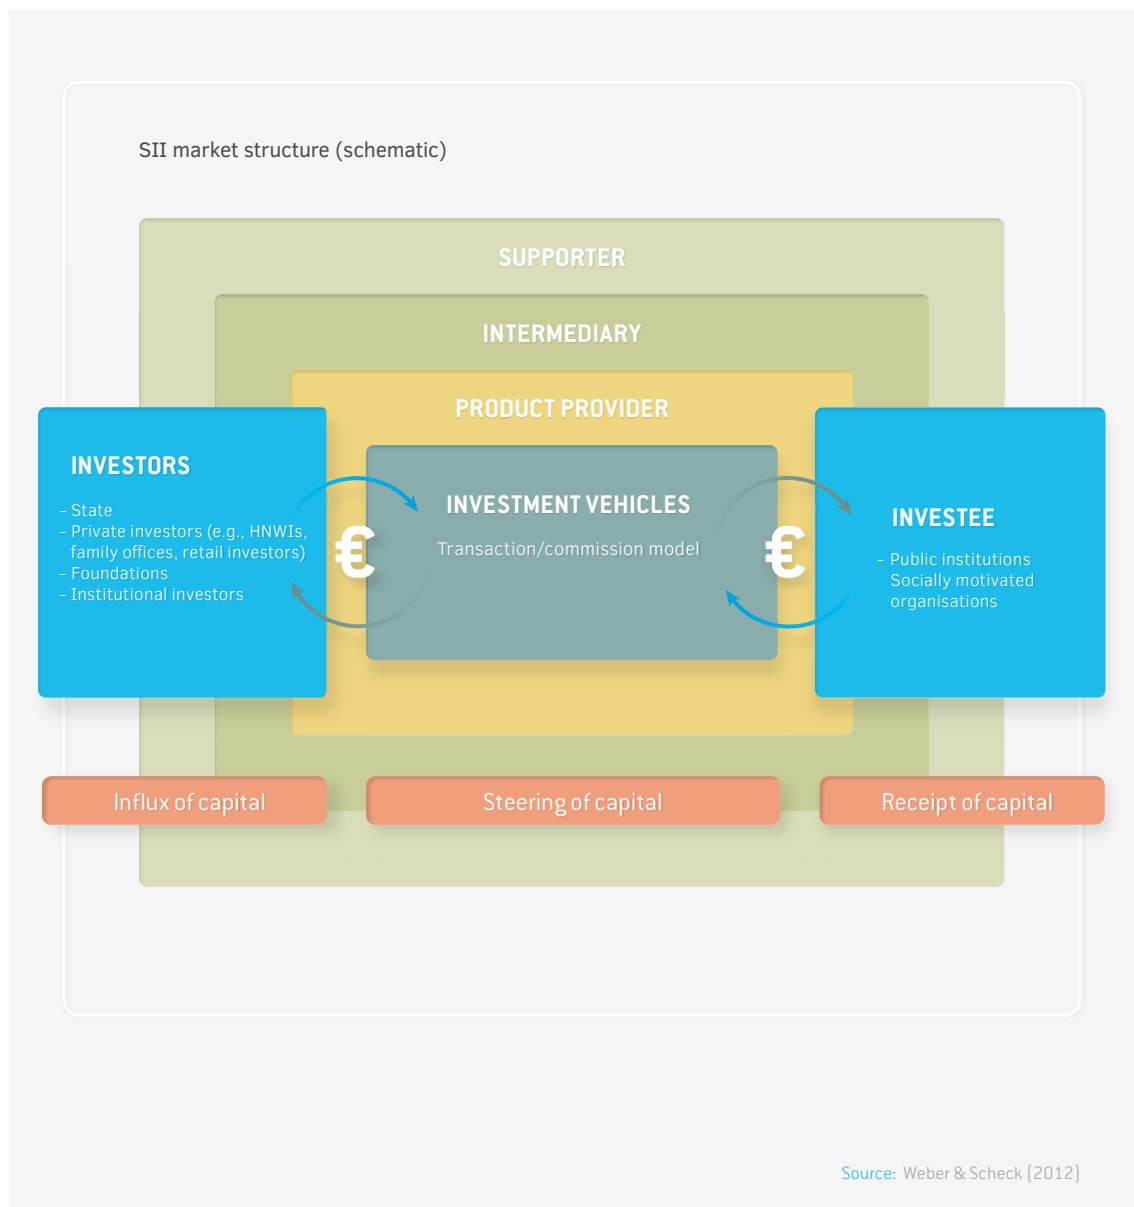 SII market structure (schematic)
SUPPORTER
INTERMEDIARY
PRODUCT PROVIDER
INVESTORS
- State
- Private investors (e.g., HNWIs,
family offices, retail investors)
- Foundations
- Institutional investors
€
INVESTMENT VEHICLES
Transaction/commission model
€
INVESTEE
- Public institutions
Socially motivated
organisations
Influx of capital
Steering of capital
Receipt of capital
Source: Weber & Scheck (2012)